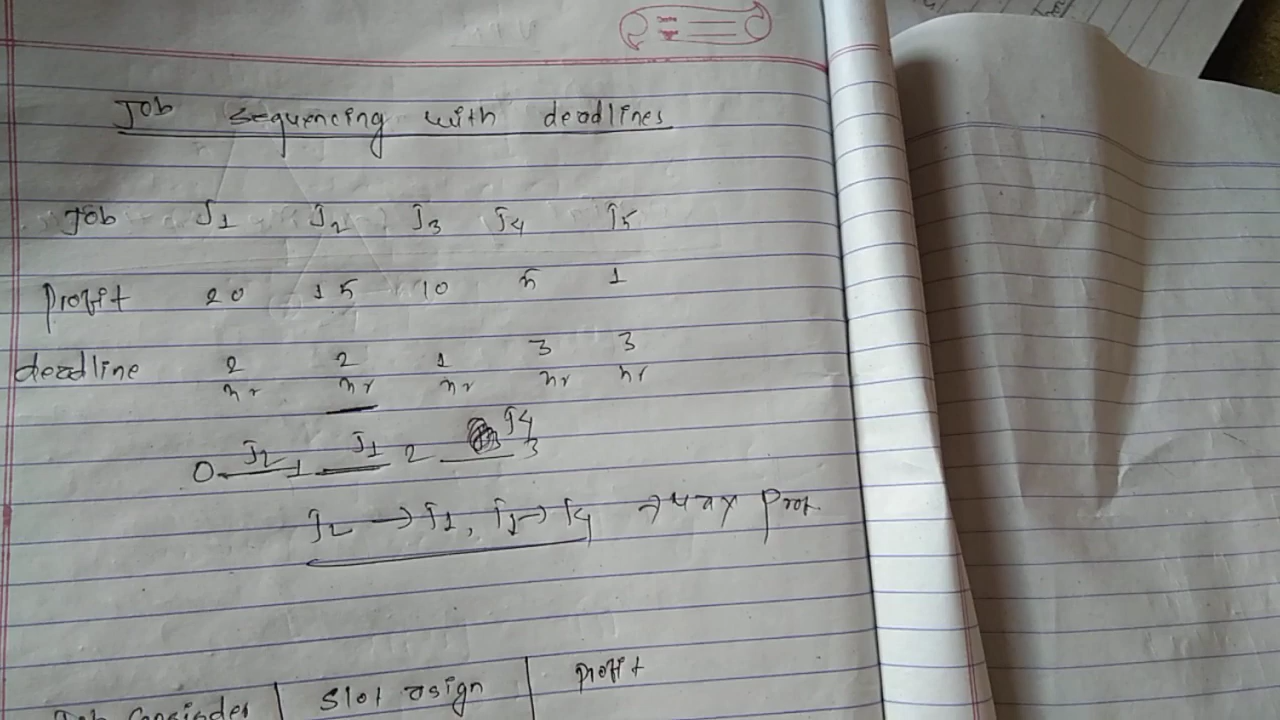 Job sequencing with deadlines
Job J1 J2 J3 J4 J5
Profit 20 15 10 5 1
deadline 2 2 1 3 3
hr hr hr hr hr
J2 J1 J4
0 1 2 3
J2 → J1, J1 → J4 → Max Prof.
Job Consinder Slot asign Profit